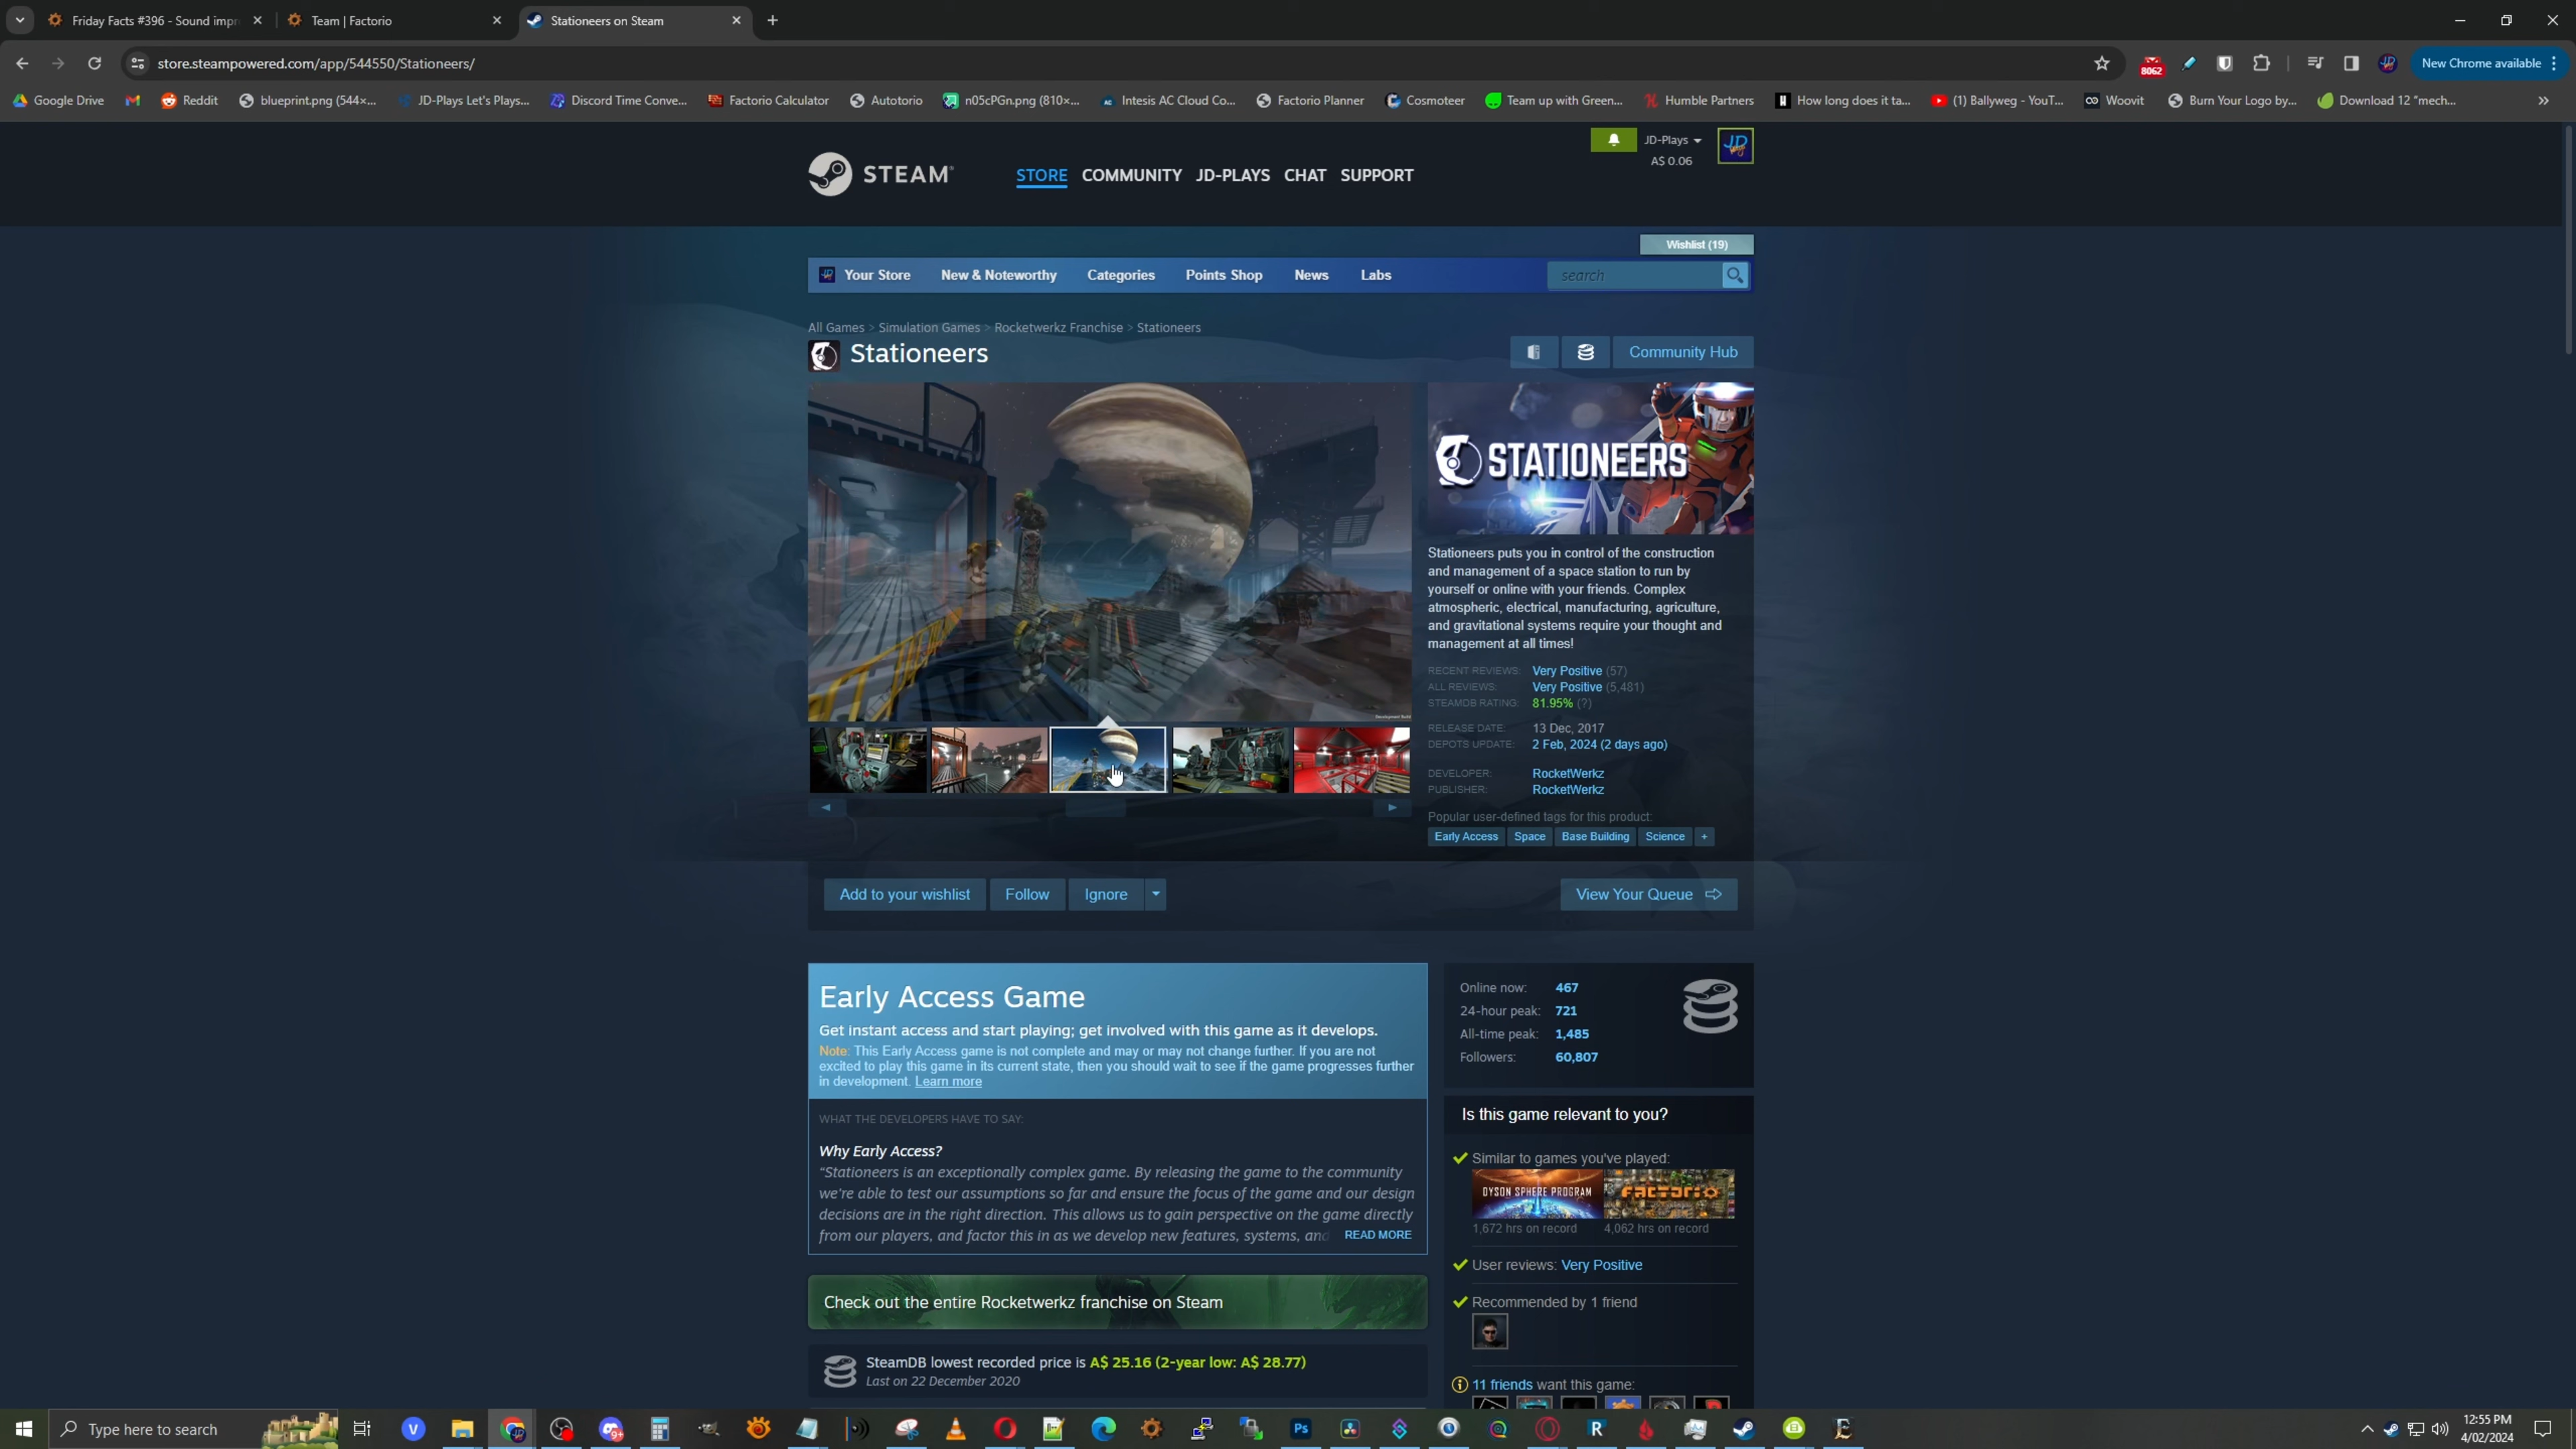 Friday Facts #396 - Sound impr
Team | Factorio
Stationeers on Steam
store.steampowered.com/app/544550/Stationeers/
8062
New Chrome available
Google Drive
Reddit
blueprint.png (544×...
JD-Plays Let's Plays...
Discord Time Conve...
Factorio Calculator
Autotorio
n05cPGn.png (810×...
Intesis AC Cloud Co...
Factorio Planner
Cosmoteer
Team up with Green...
Humble Partners
How long does it ta...
(1) Ballyweg - YouT...
Woovit
Burn Your Logo by...
Download 12 "mech...
JD-Plays
A$ 0.06
STEAM
STORE COMMUNITY JD-PLAYS CHAT SUPPORT
Wishlist (19)
Your Store New & Noteworthy Categories Points Shop News Labs
search
All Games > Simulation Games > Rocketwerkz Franchise > Stationeers
Stationeers
Community Hub
STATIONEERS
Stationeers puts you in control of the construction
and management of a space station to run by
yourself or online with your friends. Complex
atmospheric, electrical, manufacturing, agriculture,
and gravitational systems require your thought and
management at all times!
RECENT REVIEWS: Very Positive (57)
ALL REVIEWS: Very Positive (5,481)
STEAMDB RATING: 81.95% (?)
RELEASE DATE: 13 Dec, 2017
DEPOTS UPDATE: 2 Feb, 2024 (2 days ago)
DEVELOPER: RocketWerkz
PUBLISHER: RocketWerkz
Popular user-defined tags for this product:
Early Access Space Base Building Science +
Add to your wishlist Follow Ignore
View Your Queue
Early Access Game
Get instant access and start playing; get involved with this game as it develops.
Note: This Early Access game is not complete and may or may not change further. If you are not
excited to play this game in its current state, then you should wait to see if the game progresses further
in development. Learn more
WHAT THE DEVELOPERS HAVE TO SAY:
Why Early Access?
“Stationeers is an exceptionally complex game. By releasing the game to the community
we're able to test our assumptions so far and ensure the focus of the game and our design
decisions are in the right direction. This allows us to gain perspective on the game directly
from our players, and factor this in as we develop new features, systems, and READ MORE
Check out the entire Rocketwerkz franchise on Steam
SteamDB lowest recorded price is A$ 25.16 (2-year low: A$ 28.77)
Last on 22 December 2020
Online now: 467
24-hour peak: 721
All-time peak: 1,485
Followers: 60,807
Is this game relevant to you?
Similar to games you've played:
DYSON SPHERE PROGRAM
FACTORIO
1,672 hrs on record
4,062 hrs on record
User reviews: Very Positive
Recommended by 1 friend
11 friends want this game:
Type here to search
12:55 PM
4/02/2024